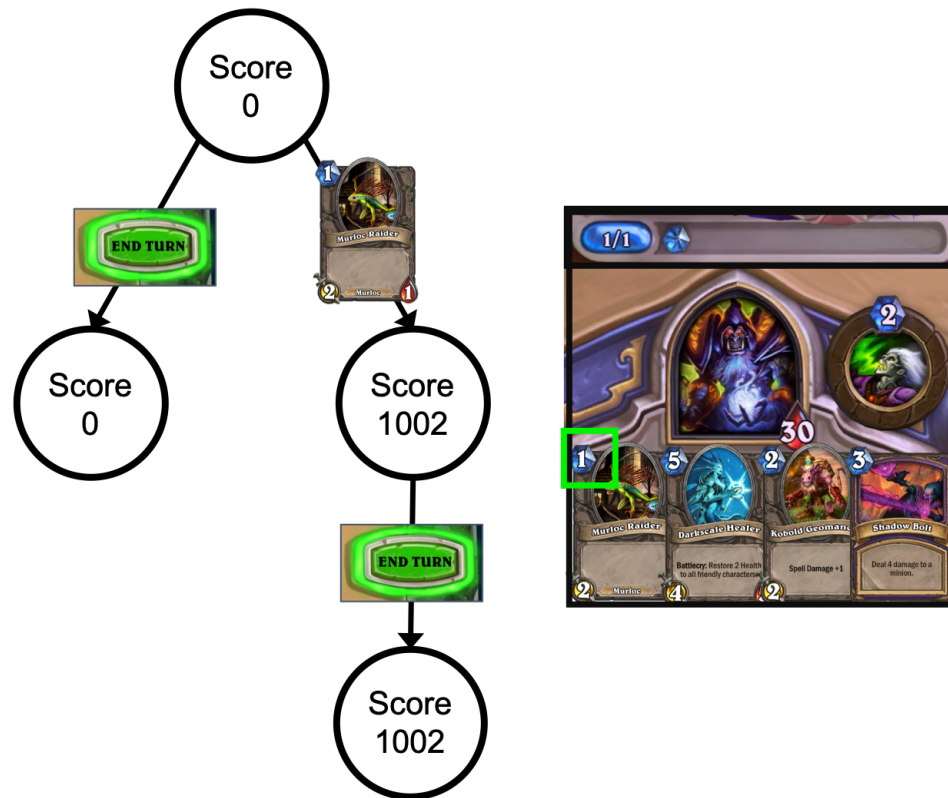 Score
0
1
Murloc Raider
2
Murloc
1
END TURN
Score
0
Score
1002
END TURN
Score
1002
1/1
2
30
1
5
2
3
Murloc Raider
Darkscale Healer
Kobold Geomanc
Shadow Bolt
Battlecry: Restore 2 Health
to all friendly characters
Spell Damage +1
Deal 4 damage to a
minion.
2
Murloc
4
2